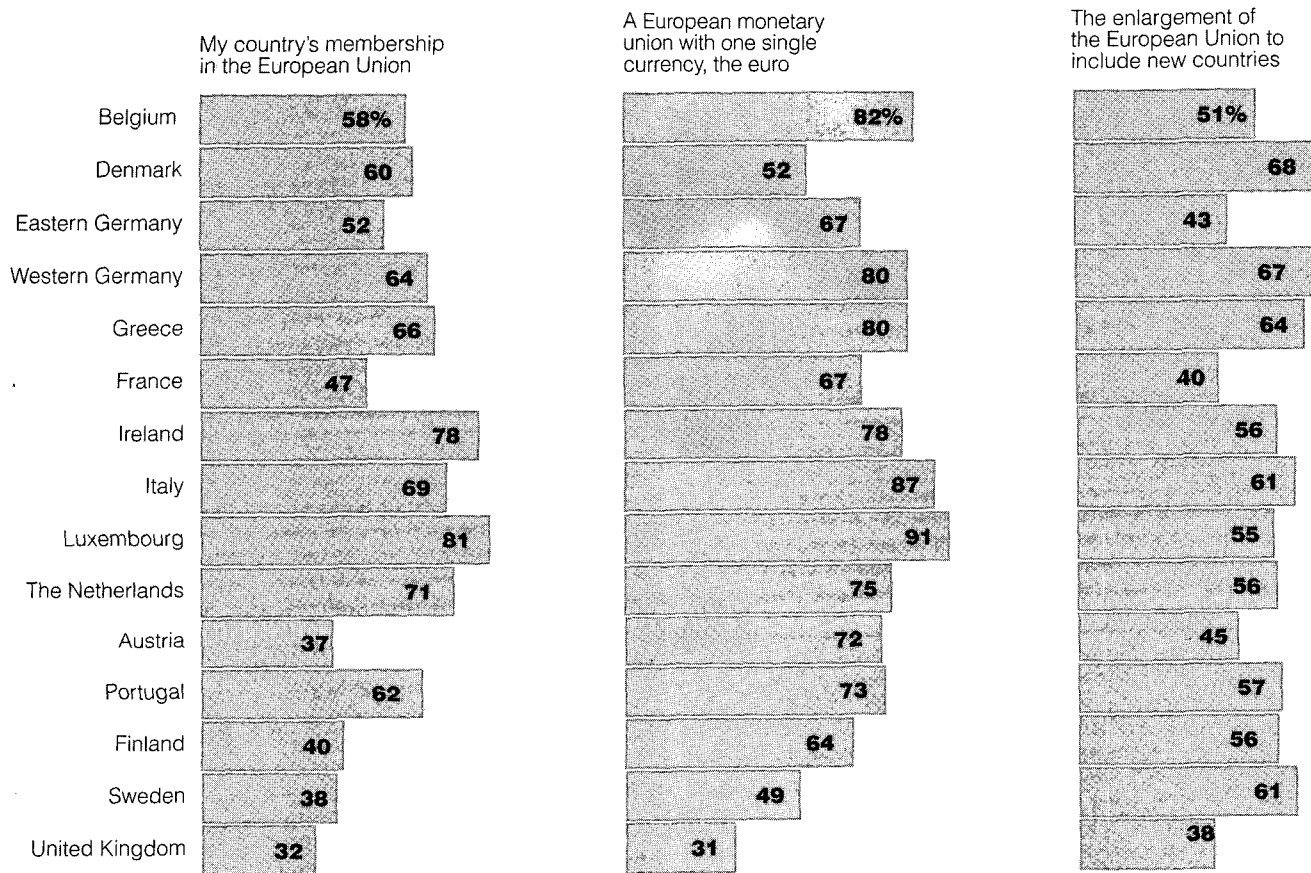 My country's membership
in the European Union
A European monetary
union with one single
currency, the euro
The enlargement of
the European Union to
include new countries
Belgium 58% 82% 51%
Denmark 60 52 68
Eastern Germany 52 67 43
Western Germany 64 80 67
Greece 66 80 64
France 47 67 40
Ireland 78 78 56
Italy 69 87 61
Luxembourg 81 91 55
The Netherlands 71 75 56
Austria 37 72 45
Portugal 62 73 57
Finland 40 64 56
Sweden 38 49 61
United Kingdom 32 31 38